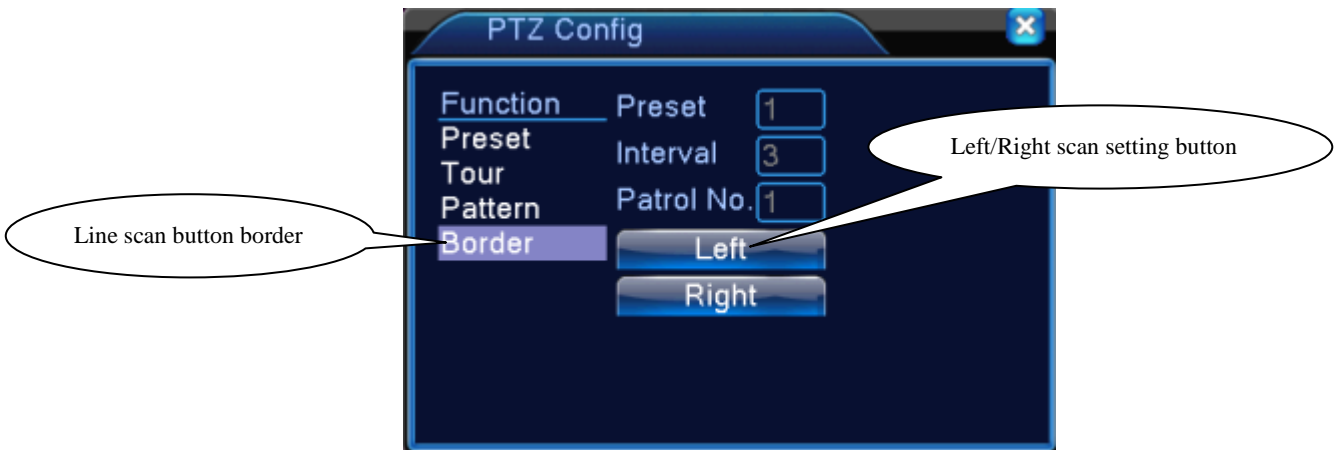 PTZ Config
Function
Preset
Tour
Pattern
Border
Preset 1
Interval 3
Patrol No. 1
Left
Right
Line scan button border
Left/Right scan setting button